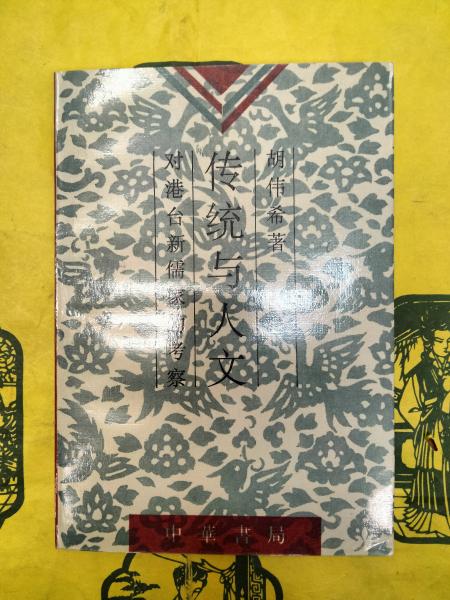 胡伟希著
传统与人文
对港台新儒家的考察
中華書局